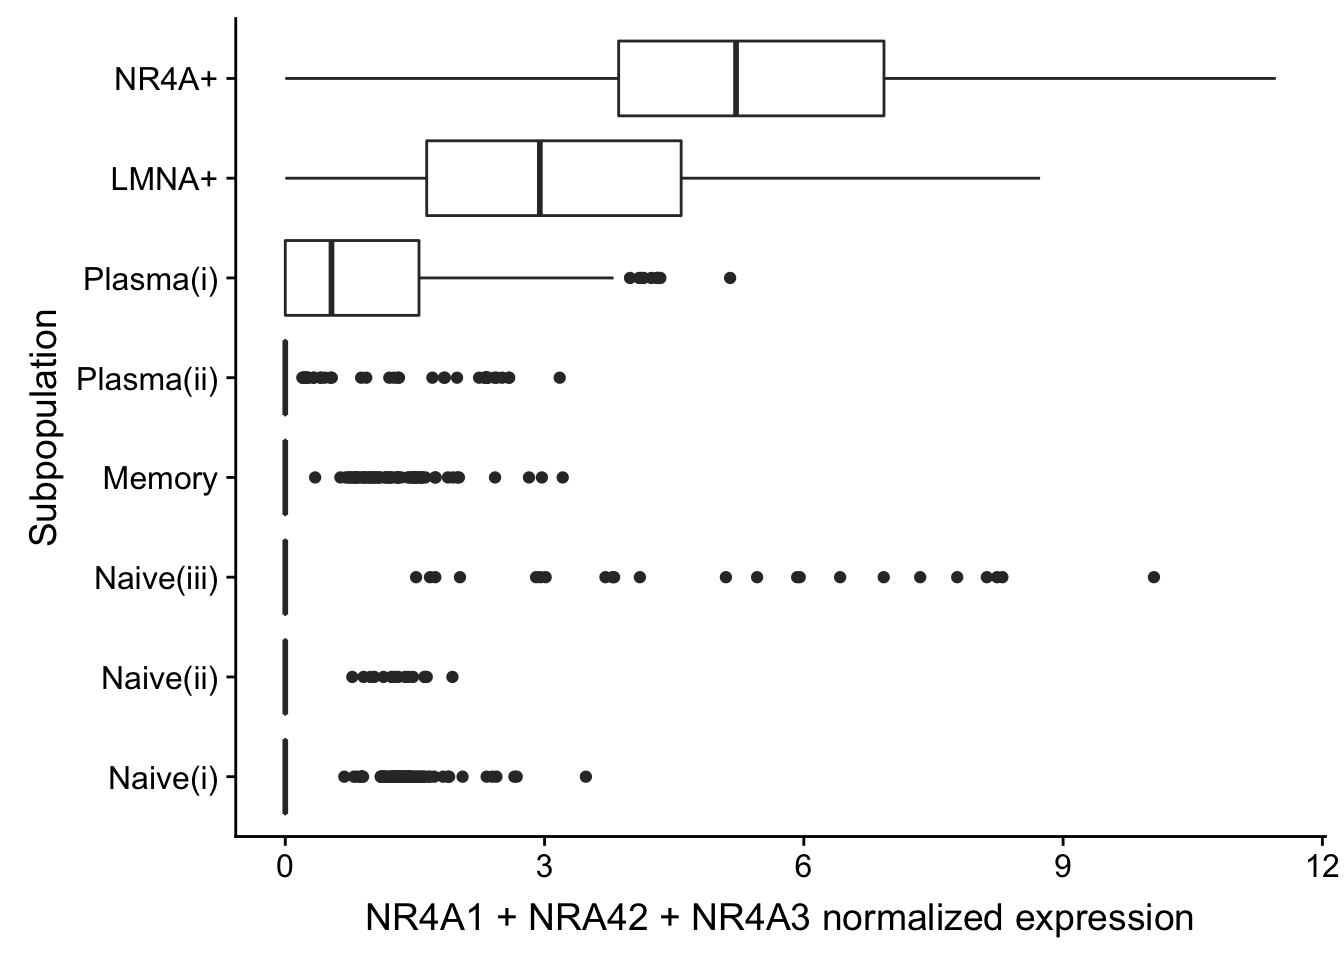 NR4A+
LMNA+
Plasma(i)
Plasma(ii)
Memory
Naive(iii)
Naive(ii)
Naive(i)
Subpopulation
0 3 6 9 12
NR4A1 + NRA42 + NR4A3 normalized expression